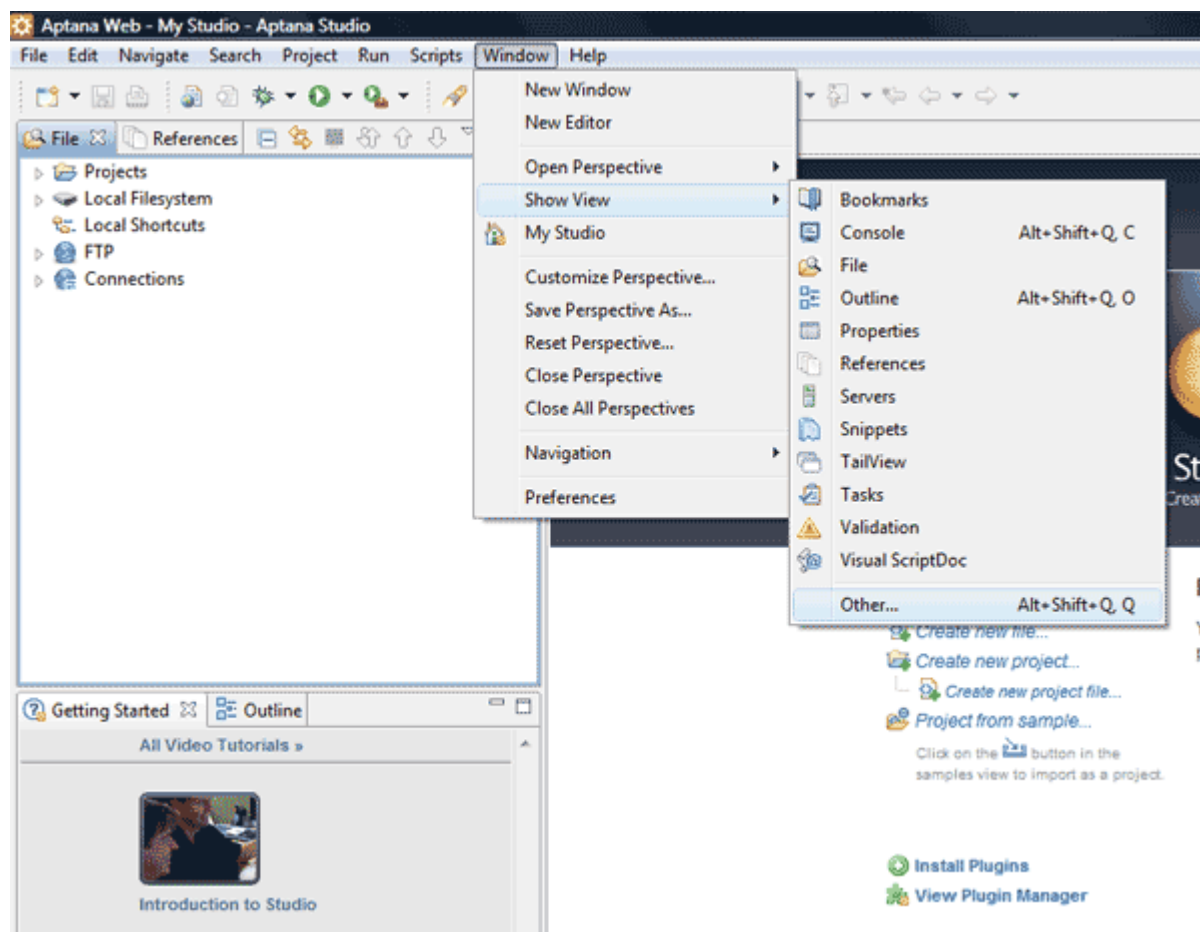 Aptana Web - My Studio - Aptana Studio
File Edit Navigate Search Project Run Scripts Window Help
File References
Projects
Local Filesystem
Local Shortcuts
FTP
Connections
New Window
New Editor
Open Perspective
Show View
My Studio
Customize Perspective...
Save Perspective As...
Reset Perspective...
Close Perspective
Close All Perspectives
Navigation
Preferences
Bookmarks
Console Alt+Shift+Q, C
File
Outline Alt+Shift+Q, O
Properties
References
Servers
Snippets
TailView
Tasks
Validation
Visual ScriptDoc
Other... Alt+Shift+Q, Q
Create new file...
Create new project...
Create new project file...
Project from sample...
Click on the button in the
samples view to import as a project.
Install Plugins
View Plugin Manager
Getting Started Outline
All Video Tutorials »
Introduction to Studio